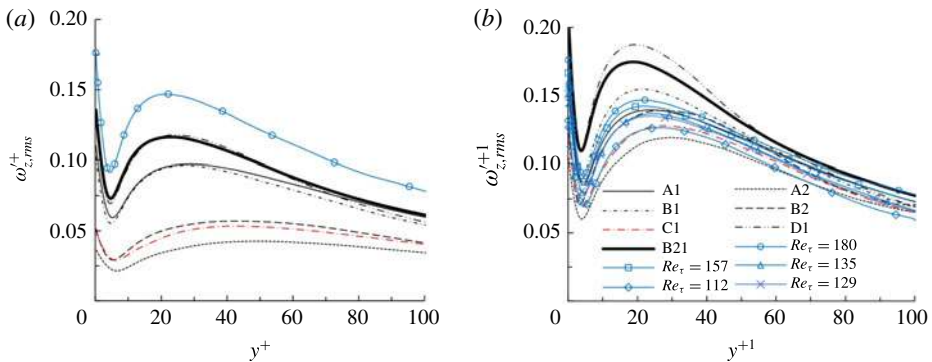 (a)
0.20
0.15
0.10
0.05
0
20
40
60
80
100
y+
ω′+z,rms
(b)
0.20
0.15
0.10
0.05
0
20
40
60
80
100
y+1
ω′+1z,rms
A1
A2
B1
B2
C1
D1
B21
Reτ = 180
Reτ = 157
Reτ = 135
Reτ = 112
Reτ = 129